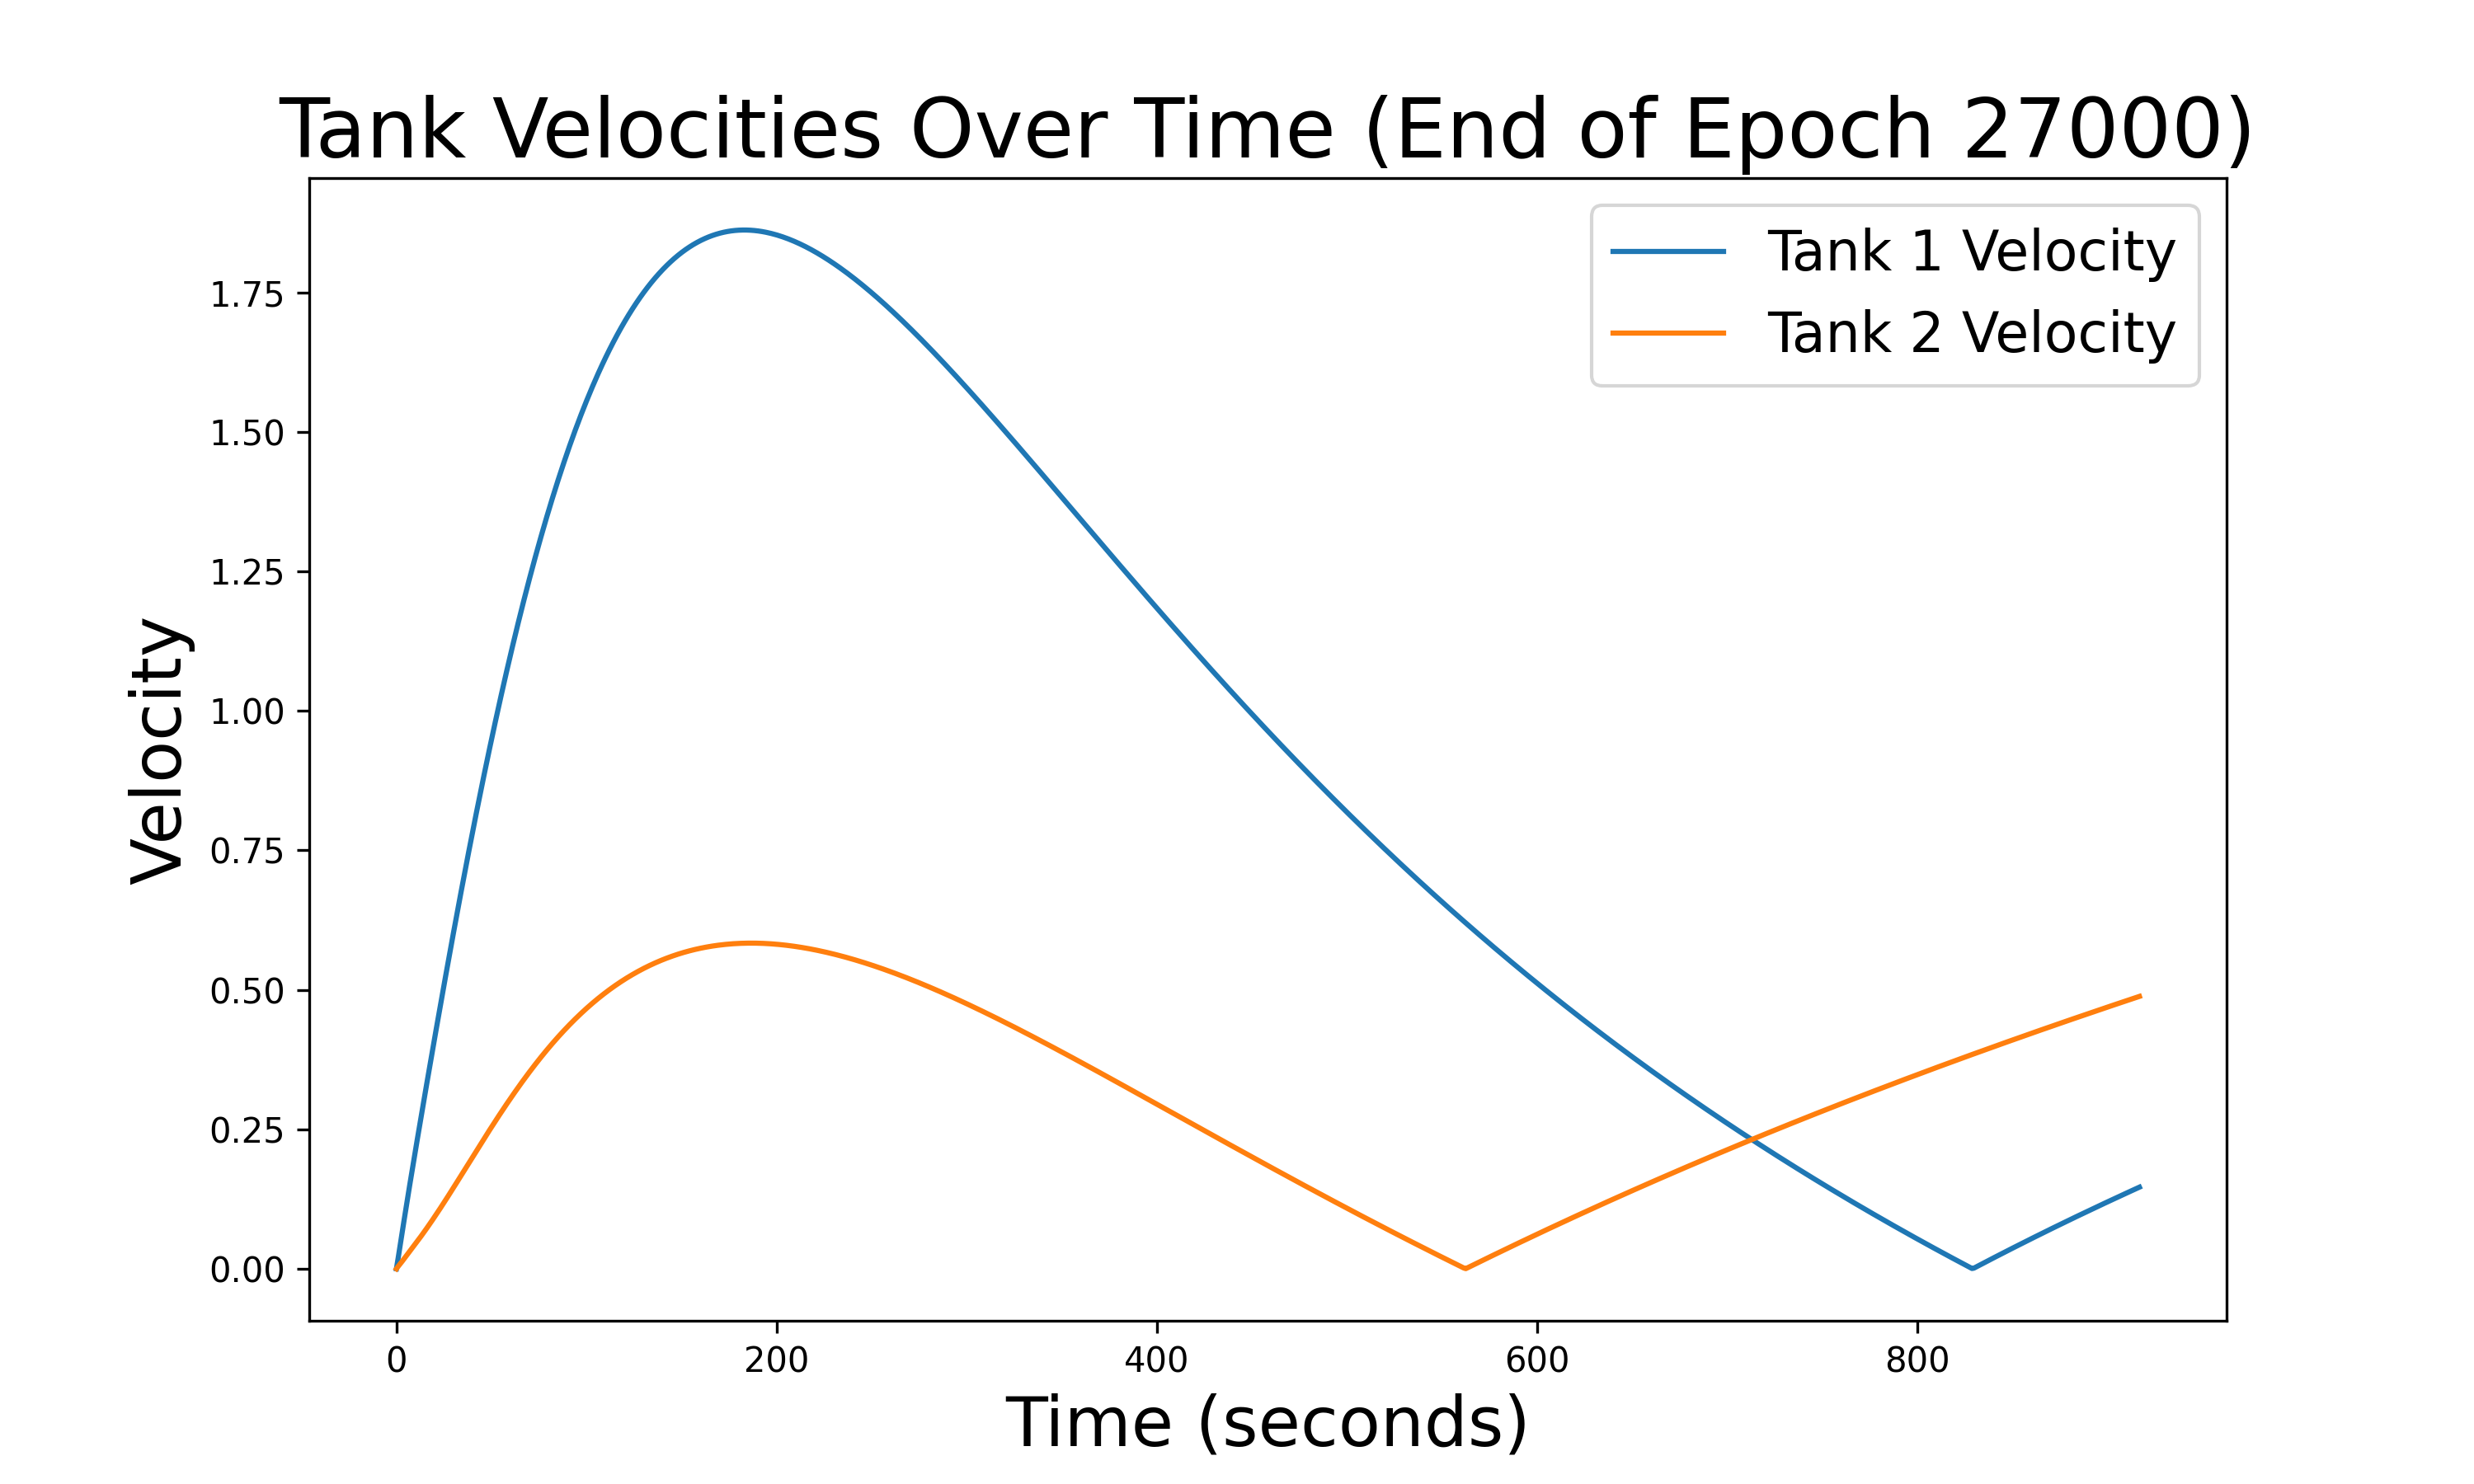 Tank Velocities Over Time (End of Epoch 27000)
Tank 1 Velocity
Tank 2 Velocity
Velocity
1.75
1.50
1.25
1.00
0.75
0.50
0.25
0.00
0 200 400 600 800
Time (seconds)